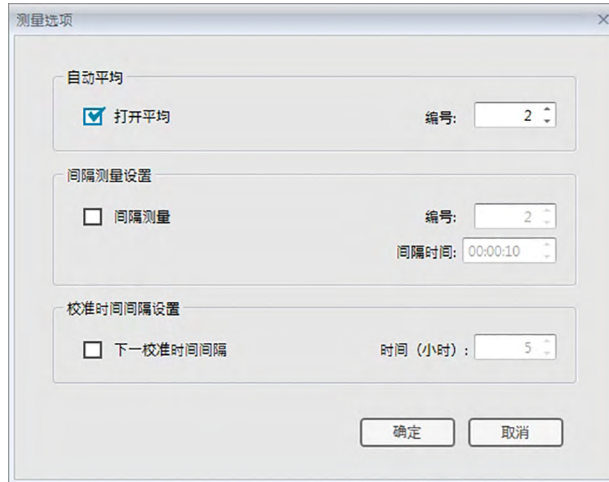 测量选项
自动平均
打开平均 编号: 2
间隔测量设置
间隔测量 编号: 2
间隔时间: 00:00:10
校准时间间隔设置
下一校准时间间隔 时间（小时）: 5
确定 取消